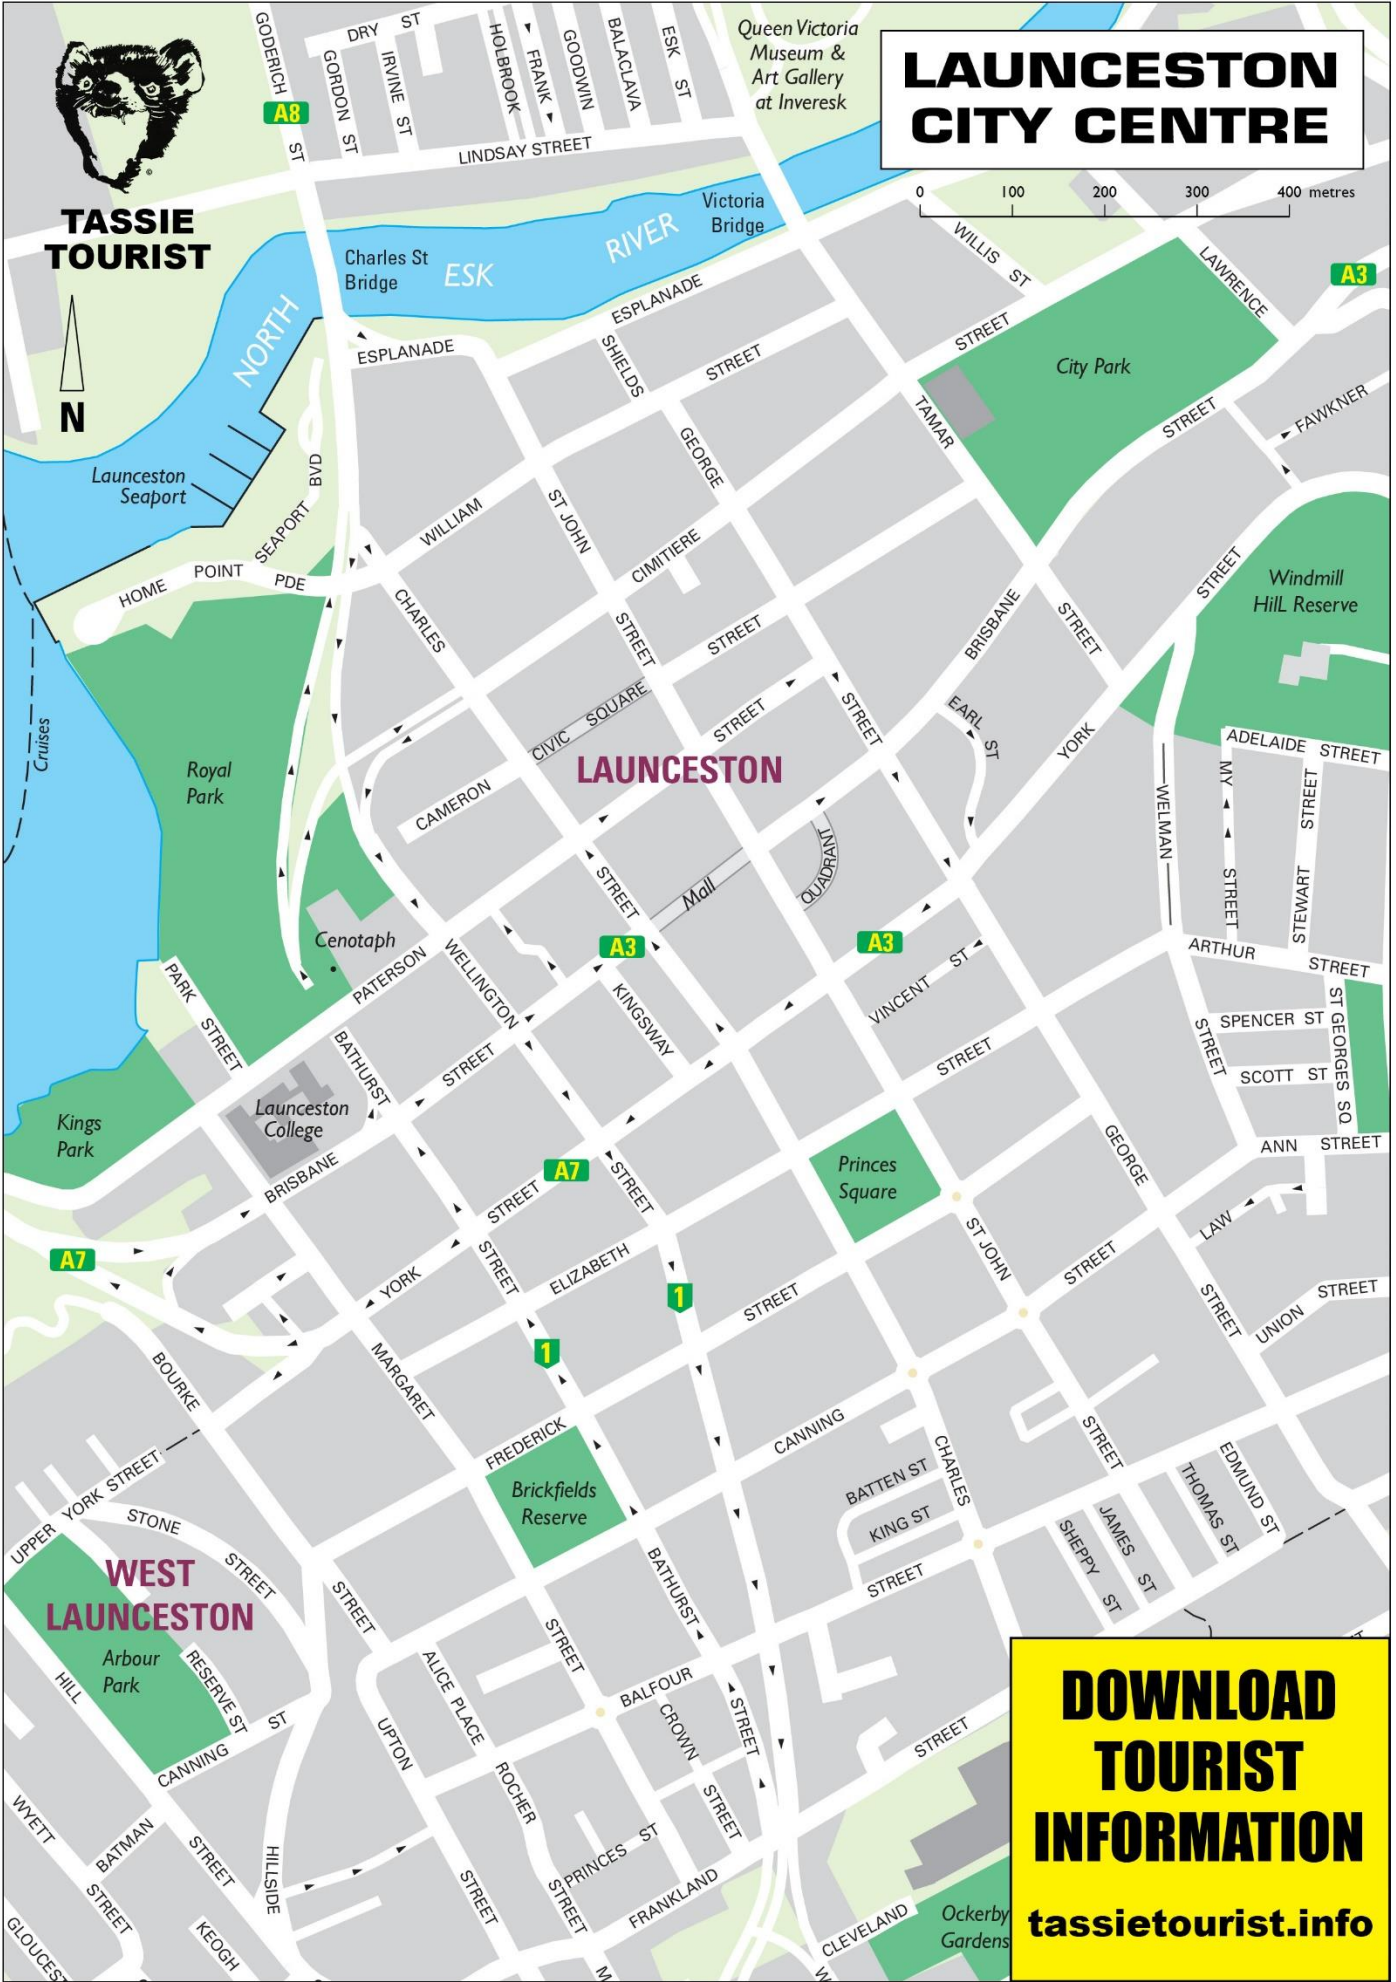 LAUNCESTON
CITY CENTRE
0 100 200 300 400 metres
TASSIE
TOURIST
N
GODERICH
ST
A8
DRY ST
GORDON ST
IRVINE ST
HOLBROOK
FRANK
GOODWIN
BALACLAVA
ESK ST
Queen Victoria
Museum &
Art Gallery
at Inveresk
LINDSAY STREET
Victoria
Bridge
Charles St
Bridge
NORTH
ESK
RIVER
WILLIS ST
LAWRENCE
A3
ESPLANADE
ESPLANADE
SHIELDS
STREET
STREET
City Park
TAMAR
STREET
FAWKNER
Launceston
Seaport
SEAPORT
BVD
WILLIAM
GEORGE
ST JOHN
CIMITIERE
HOME
POINT
PDE
CHARLES
STREET
STREET
BRISBANE
STREET
STREET
Windmill
HilL Reserve
CIVIC SQUARE
STREET
STREET
EARL ST
YORK
ADELAIDE STREET
Cruises
Royal
Park
LAUNCESTON
CAMERON
WELMAN
MY
STREET
STREET
STEWART
QUADRANT
Mall
STREET
Cenotaph
PATERSON
WELLINGTON
A3
A3
KINGSWAY
VINCENT ST
ARTHUR
STREET
PARK
STREET
BATHURST
STREET
STREET
STREET
SPENCER ST
SCOTT ST
ST GEORGES SQ
Launceston
College
Kings
Park
BRISBANE
A7
STREET
STREET
Princes
Square
GEORGE
ANN STREET
A7
YORK
STREET
ELIZABETH
ST JOHN
STREET
LAW
1
1
STREET
STREET
UNION
STREET
BOURKE
MARGARET
FREDERICK
CANNING
CHARLES
STREET
BATTEN ST
KING ST
THOMAS ST
EDMUND ST
JAMES ST
SHEPPY ST
Brickfields
Reserve
UPPER YORK STREET
STONE
STREET
WEST
LAUNCESTON
Arbour
Park
STREET
BATHURST
STREET
STREET
HILL
RESERVE ST
CANNING
ST
ALICE PLACE
UPTON
BALFOUR
CROWN
STREET
STREET
STREET
ROCHER
WYETT
BATMAN
STREET
STREET
HILLSIDE
STREET
PRINCES ST
STREET
FRANKLAND
CLEVELAND
Ockerby
Gardens
GLOUCEST
KEOGH
DOWNLOAD
TOURIST
INFORMATION
tassietourist.info